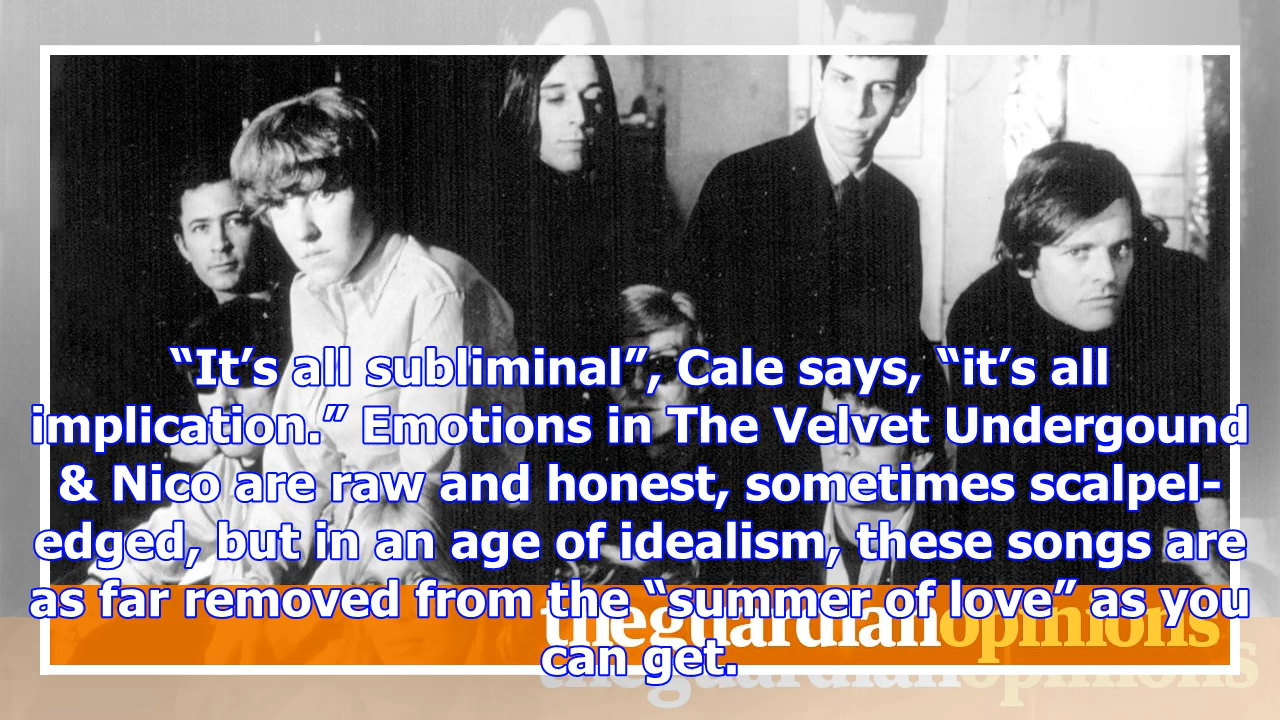 “It’s all subliminal”, Cale says, “it’s all
implication.” Emotions in The Velvet Undergound
& Nico are raw and honest, sometimes scalpel-
edged, but in an age of idealism, these songs are
as far removed from the “summer of love” as you
can get.
theguardianopinions
theguardianopinions